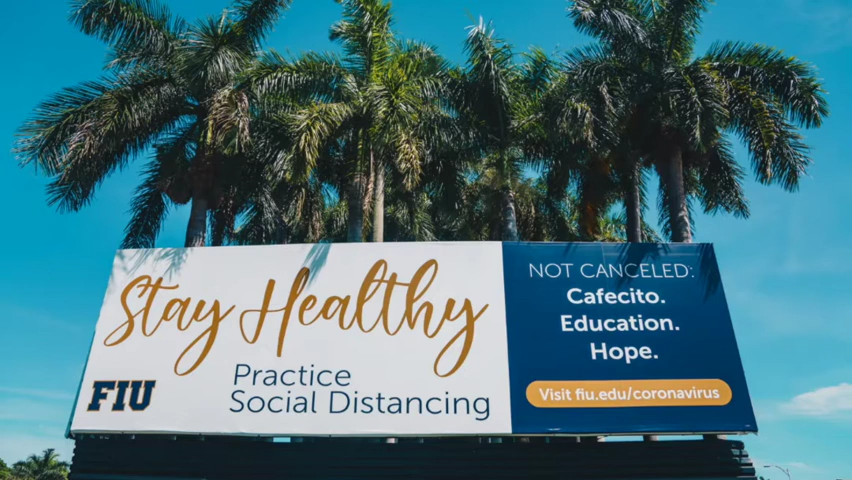 Stay Healthy
Practice
Social Distancing
FIU
NOT CANCELED:
Cafecito.
Education.
Hope.
Visit fiu.edu/coronavirus